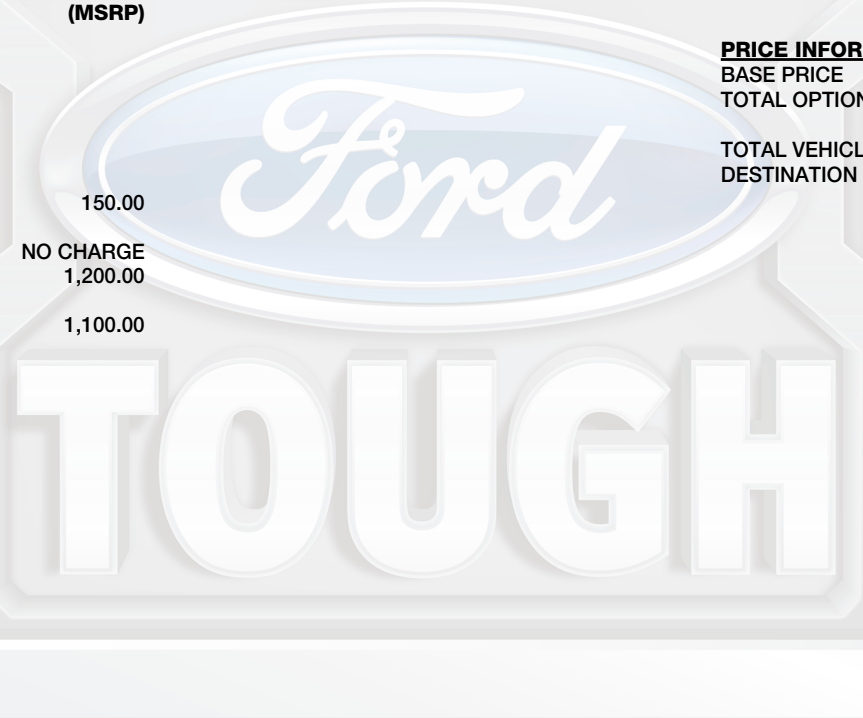 (MSRP)
150.00
NO CHARGE
1,200.00
1,100.00
PRICE INFOR
BASE PRICE
TOTAL OPTION
TOTAL VEHICL
DESTINATION
Ford
TOUGH